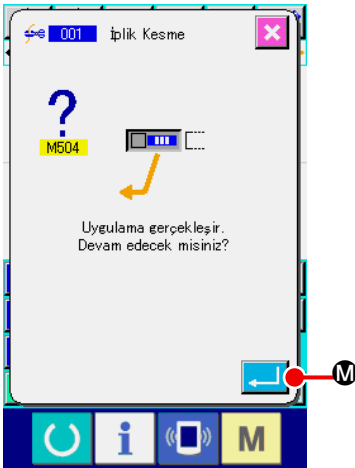 001 İplik Kesme
?
M504
Uygulama gerçekleşir.
Devam edecek misiniz?
M
i
M